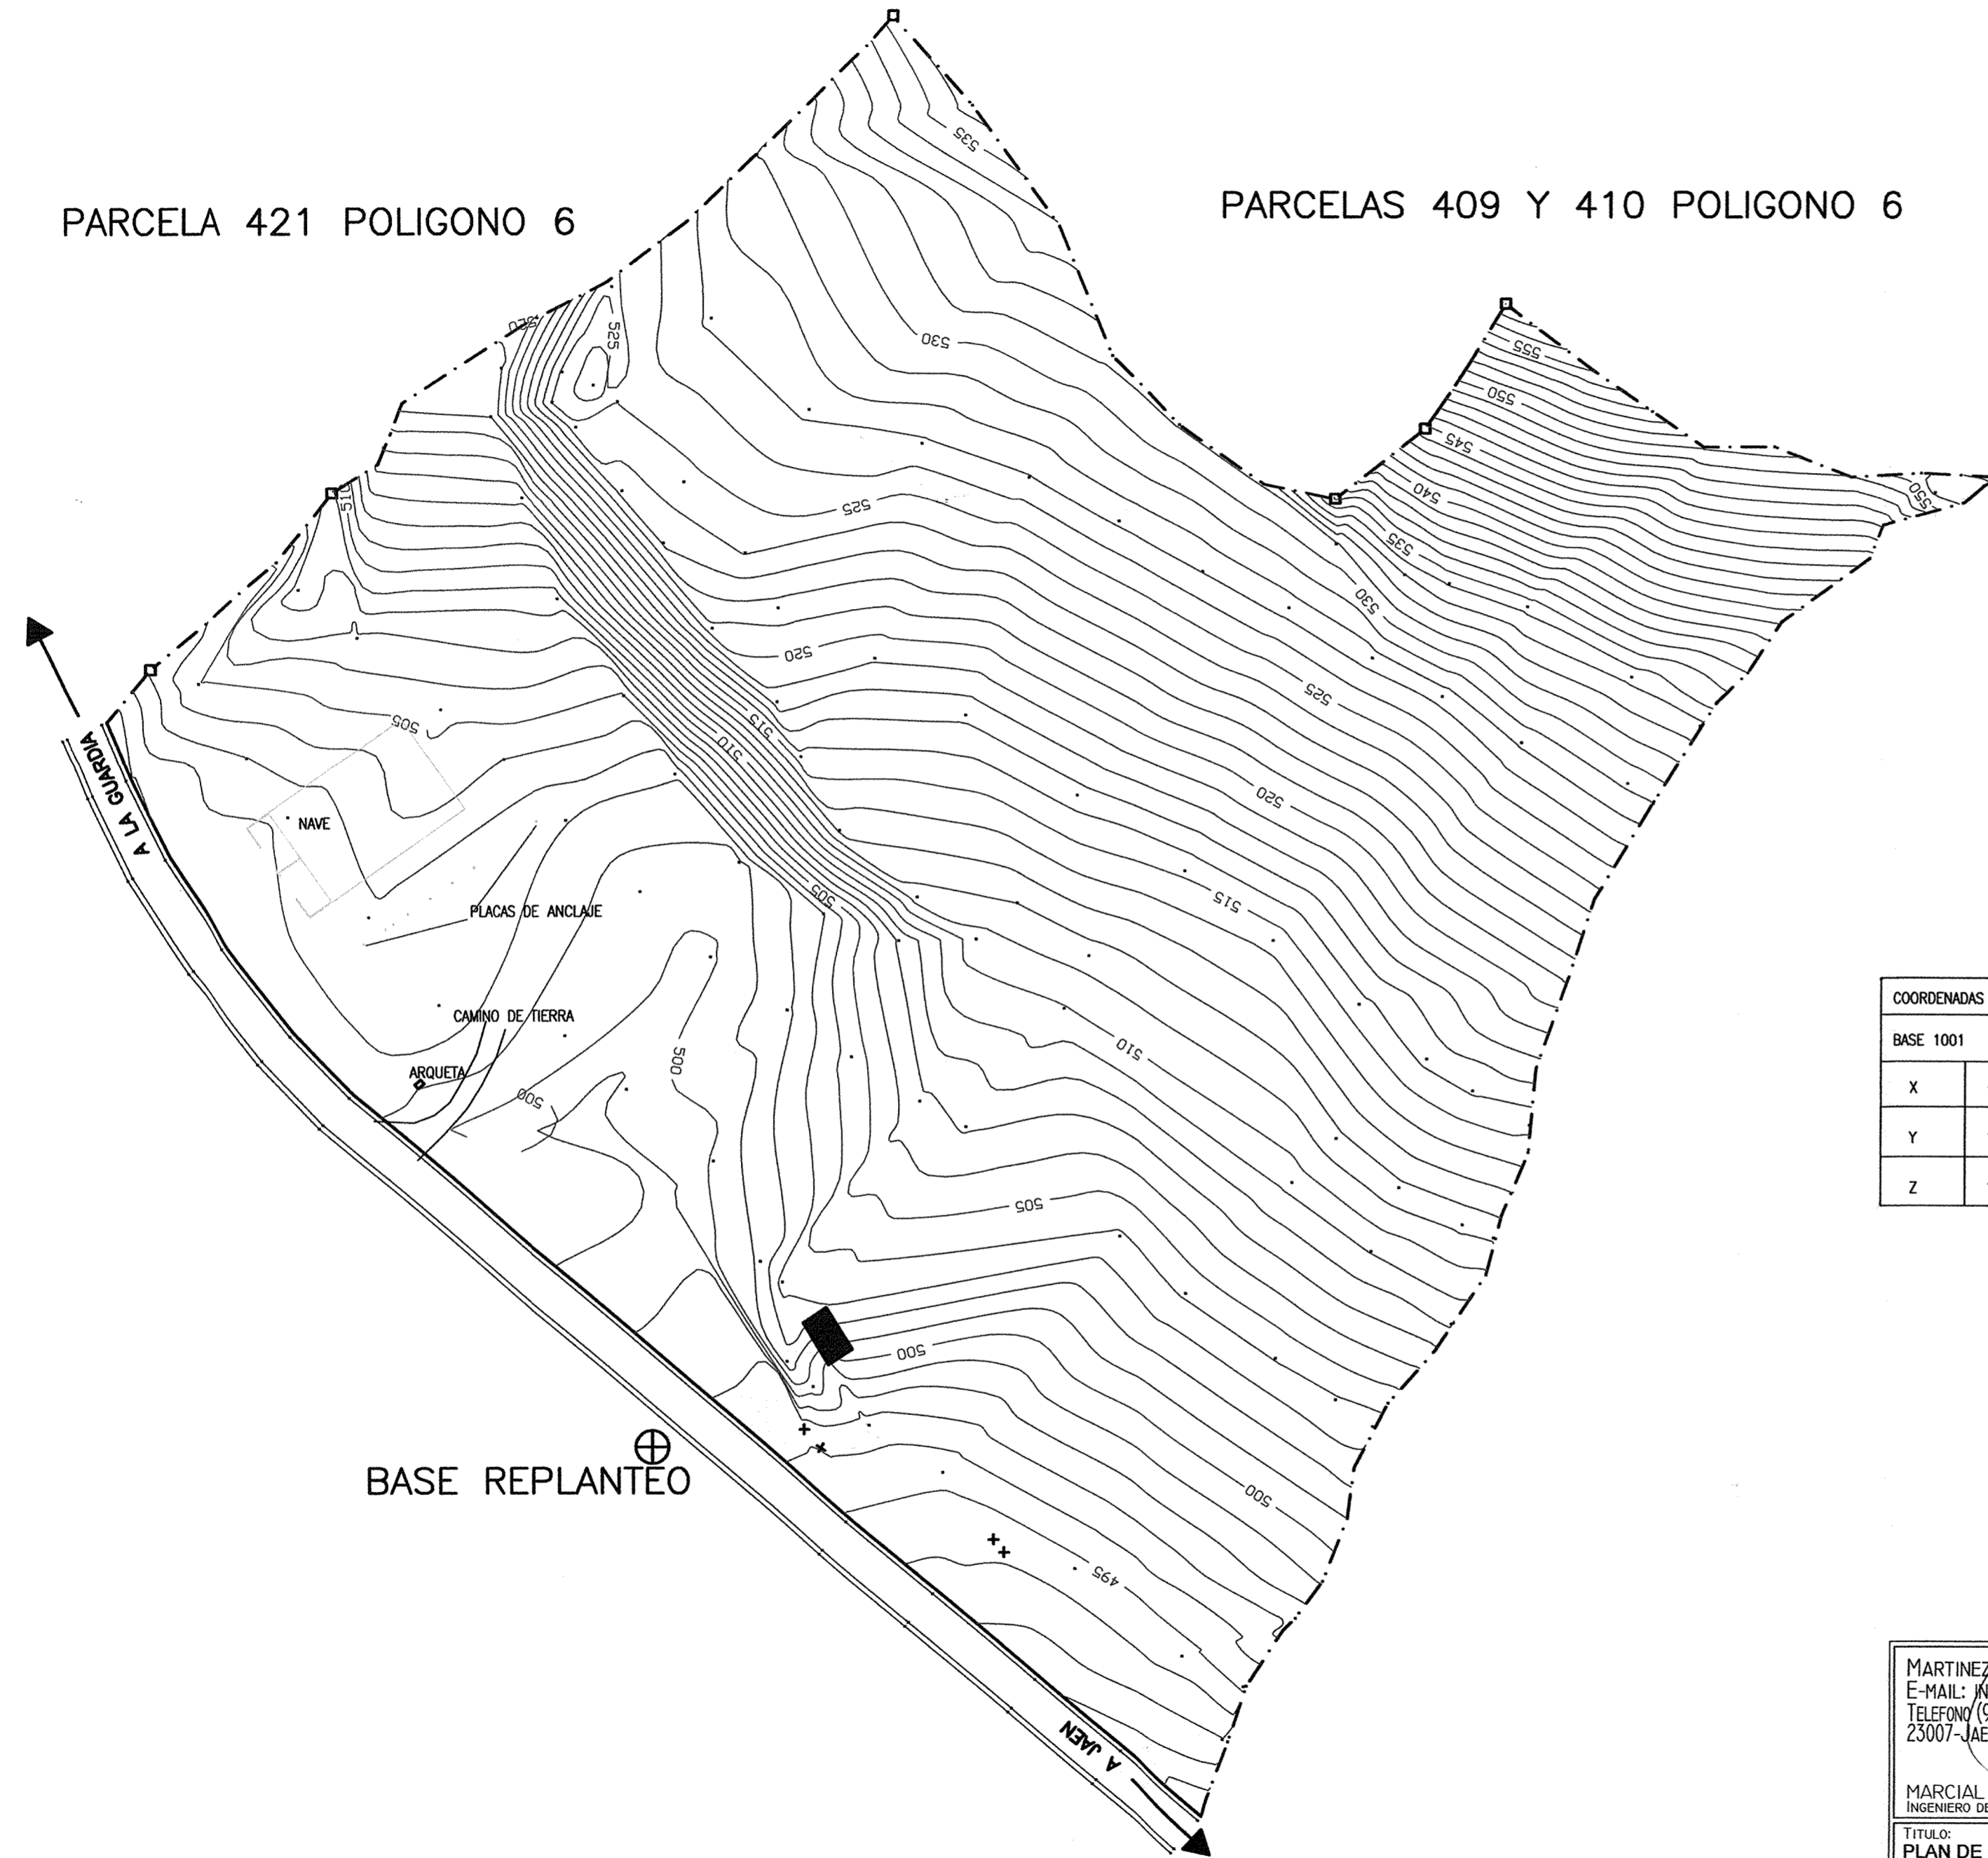 PARCELA 421 POLIGONO 6
PARCELAS 409 Y 410 POLIGONO 6
535
530
520
525
555
550
545
540
535
550
510
525
530
520
525
505
515
510
520
A LA GUARDIA
NAVE
505
515
PLACAS DE ANCLAJE
CAMINO DE TIERRA
510
500
ARQUETA
500
505
500
BASE REPLANTEO
500
495
A JAEN
COORDENADAS
BASE 1001
X
Y
Z
MARTINEZ
E-MAIL:
TELEFONO
23007-JAE
MARCIAL
INGENIERO DE
TITULO:
PLAN DE